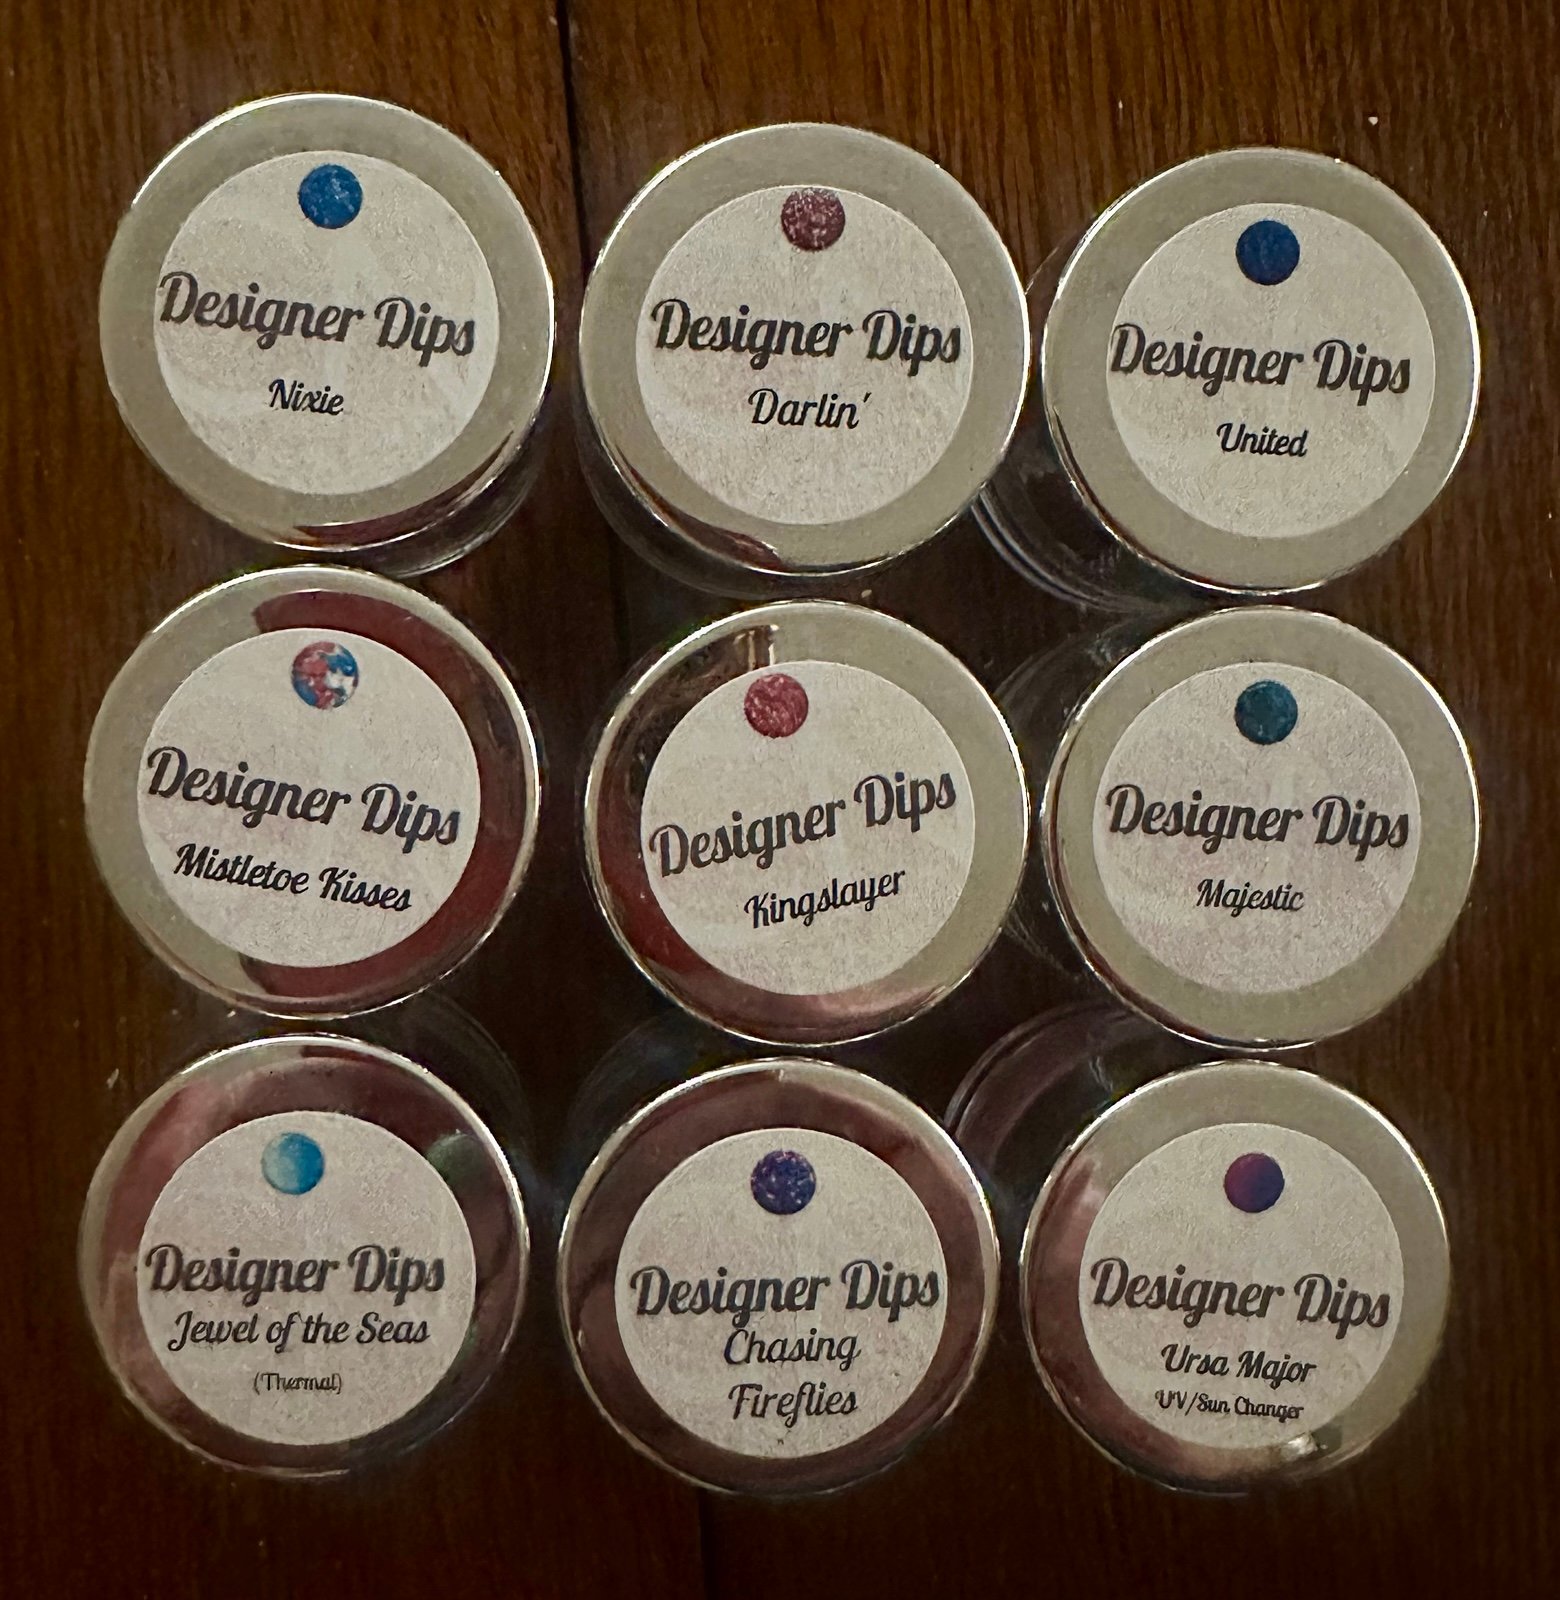 Designer Dips
Nixie
Designer Dips
Darlin'
Designer Dips
United
Designer Dips
Mistletoe Kisses
Designer Dips
Kingslayer
Designer Dips
Majestic
Designer Dips
Jewel of the Seas
(Thermal)
Designer Dips
Chasing
Fireflies
Designer Dips
Ursa Major
UV/Sun Changer